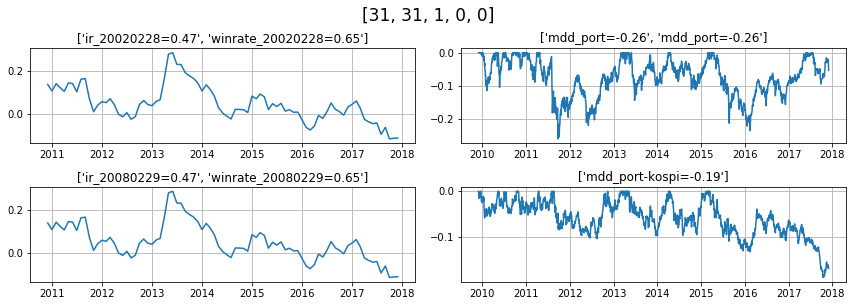 [31, 31, 1, 0, 0]
['ir_20020228=0.47', 'winrate_20020228=0.65']
0.2
0.0
2011 2012 2013 2014 2015 2016 2017 2018
['mdd_port=-0.26', 'mdd_port=-0.26']
0.0
−0.1
−0.2
2010 2011 2012 2013 2014 2015 2016 2017 2018
['ir_20080229=0.47', 'winrate_20080229=0.65']
0.2
0.0
2011 2012 2013 2014 2015 2016 2017 2018
['mdd_port-kospi=-0.19']
0.0
−0.1
2010 2011 2012 2013 2014 2015 2016 2017 2018